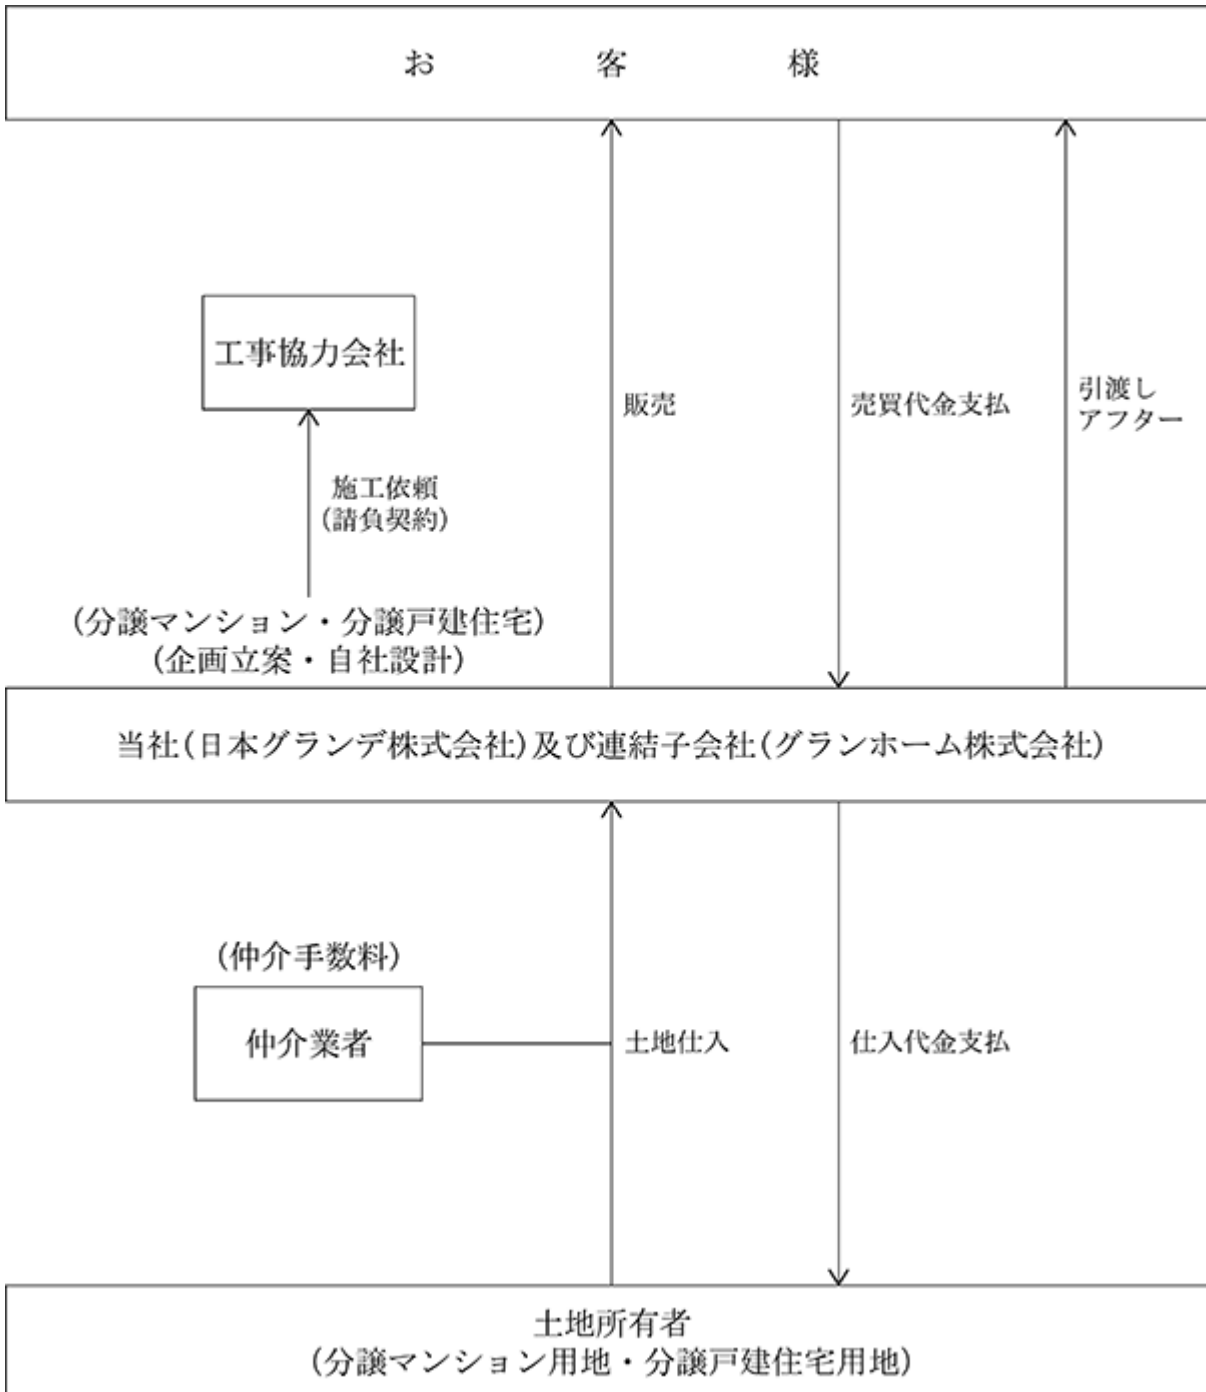 お客様
工事協力会社
販売
売買代金支払
引渡し
アフター
施工依頼
(請負契約)
(分譲マンション・分譲戸建住宅)
(企画立案・自社設計)
当社(日本グランデ株式会社)及び連結子会社(グランホーム株式会社)
(仲介手数料)
仲介業者
土地仕入
仕入代金支払
土地所有者
(分譲マンション用地・分譲戸建住宅用地)